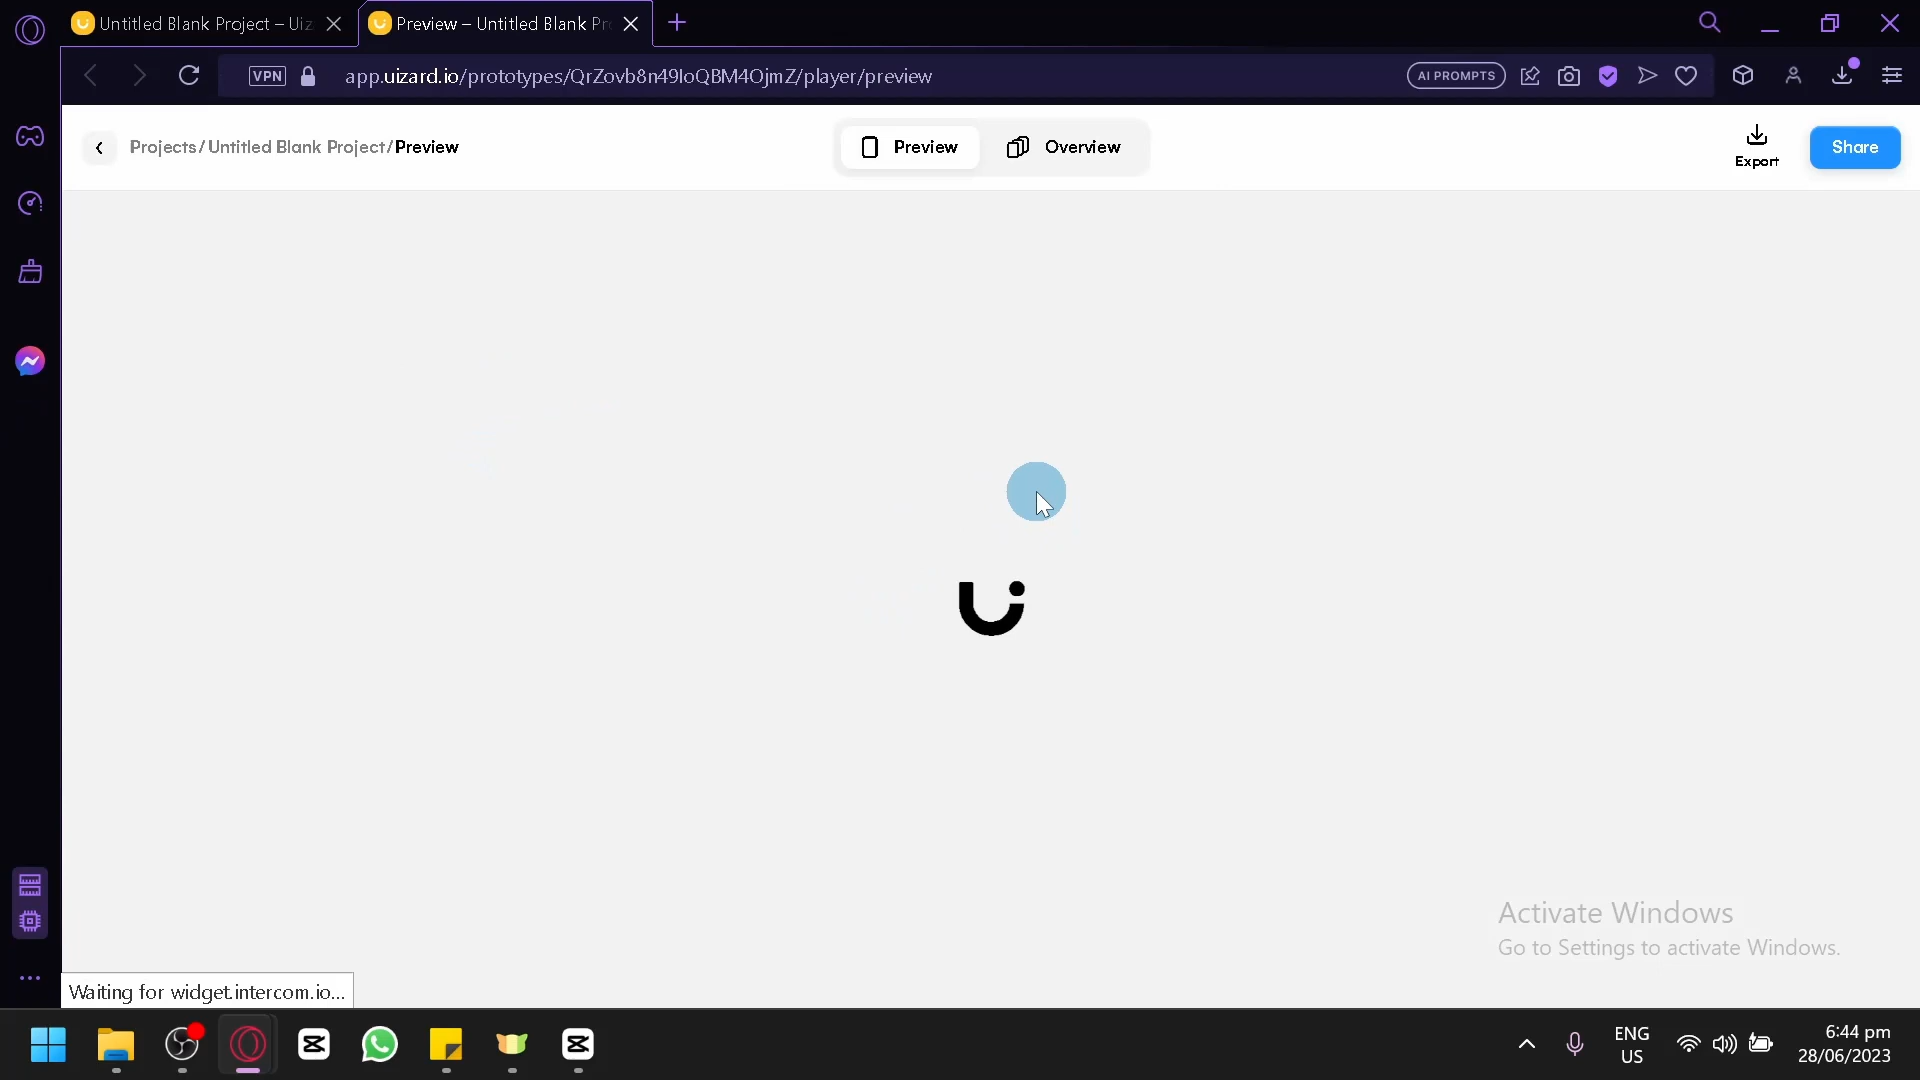 Untitled Blank Project – Uiz
Preview – Untitled Blank Pr
VPN
app.uizard.io/prototypes/QrZovb8n49IoQBM4OjmZ/player/preview
AI PROMPTS
Projects/Untitled Blank Project/Preview
Preview
Overview
Export
Share
Activate Windows
Go to Settings to activate Windows.
Waiting for widget.intercom.io...
ENG
US
6:44 pm
28/06/2023